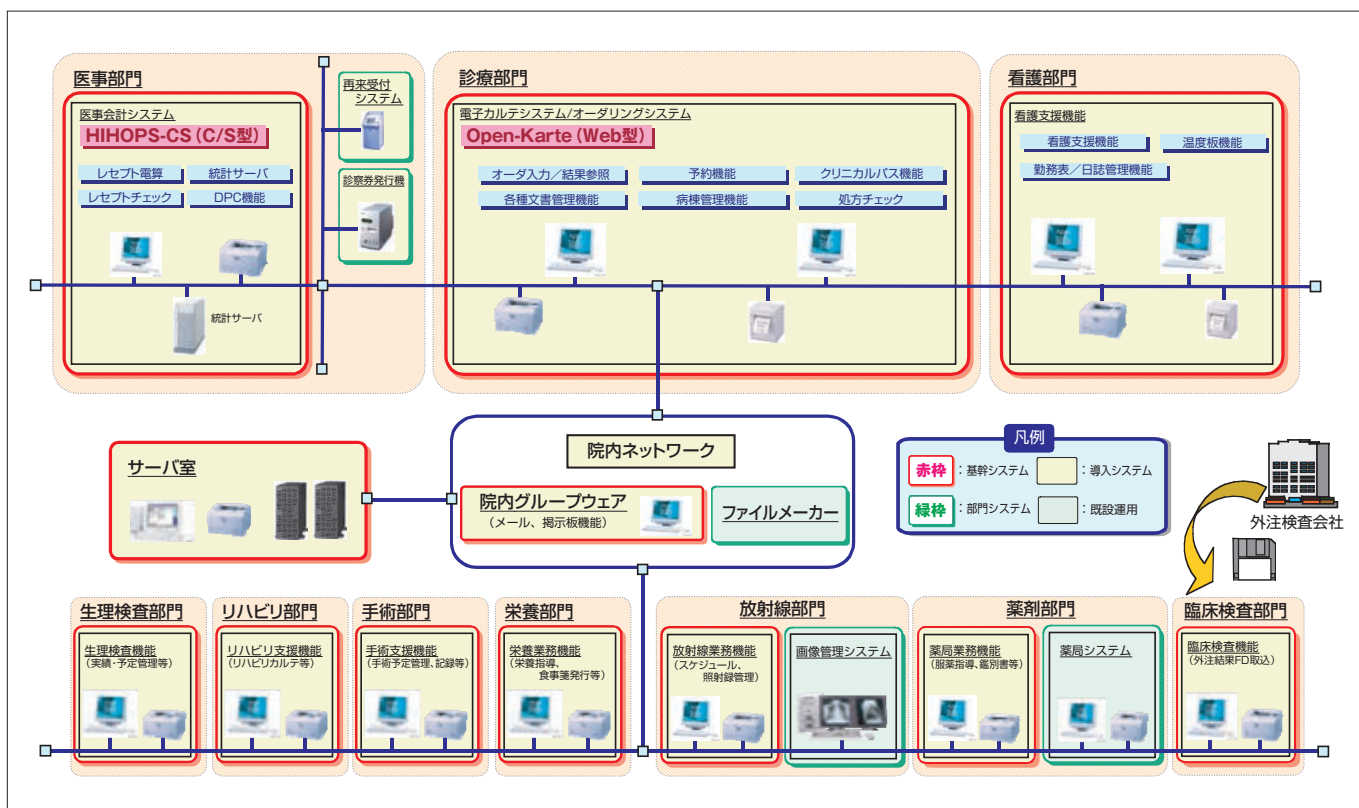 医事部門
医事会計システム
HIHOPS-CS(C/S型)
レセプト電算
統計サーバ
レセプトチェック
DPC機能
統計サーバ
再来受付
システム
診察券発行機
診療部門
電子カルテシステム/オーダリングシステム
Open-Karte(Web型)
オーダ入力/結果参照
予約機能
クリニカルパス機能
各種文書管理機能
病棟管理機能
処方チェック
看護部門
看護支援機能
看護支援機能
温度板機能
勤務表/日誌管理機能
サーバ室
院内ネットワーク
院内グループウェア
(メール、掲示板機能)
ファイルメーカー
凡例
赤枠:基幹システム
:導入システム
緑枠:部門システム
:既設運用
外注検査会社
生理検査部門
生理検査機能
(実績・予定管理等)
リハビリ部門
リハビリ支援機能
(リハビリカルテ等)
手術部門
手術支援機能
(手術予定管理、記録等)
栄養部門
栄養業務機能
(栄養指導、
食事箋発行等)
放射線部門
放射線業務機能
(スケジュール、
照射録管理)
画像管理システム
薬剤部門
薬局業務機能
(服薬指導、鑑別書等)
薬局システム
臨床検査部門
臨床検査機能
(外注結果FD取込)